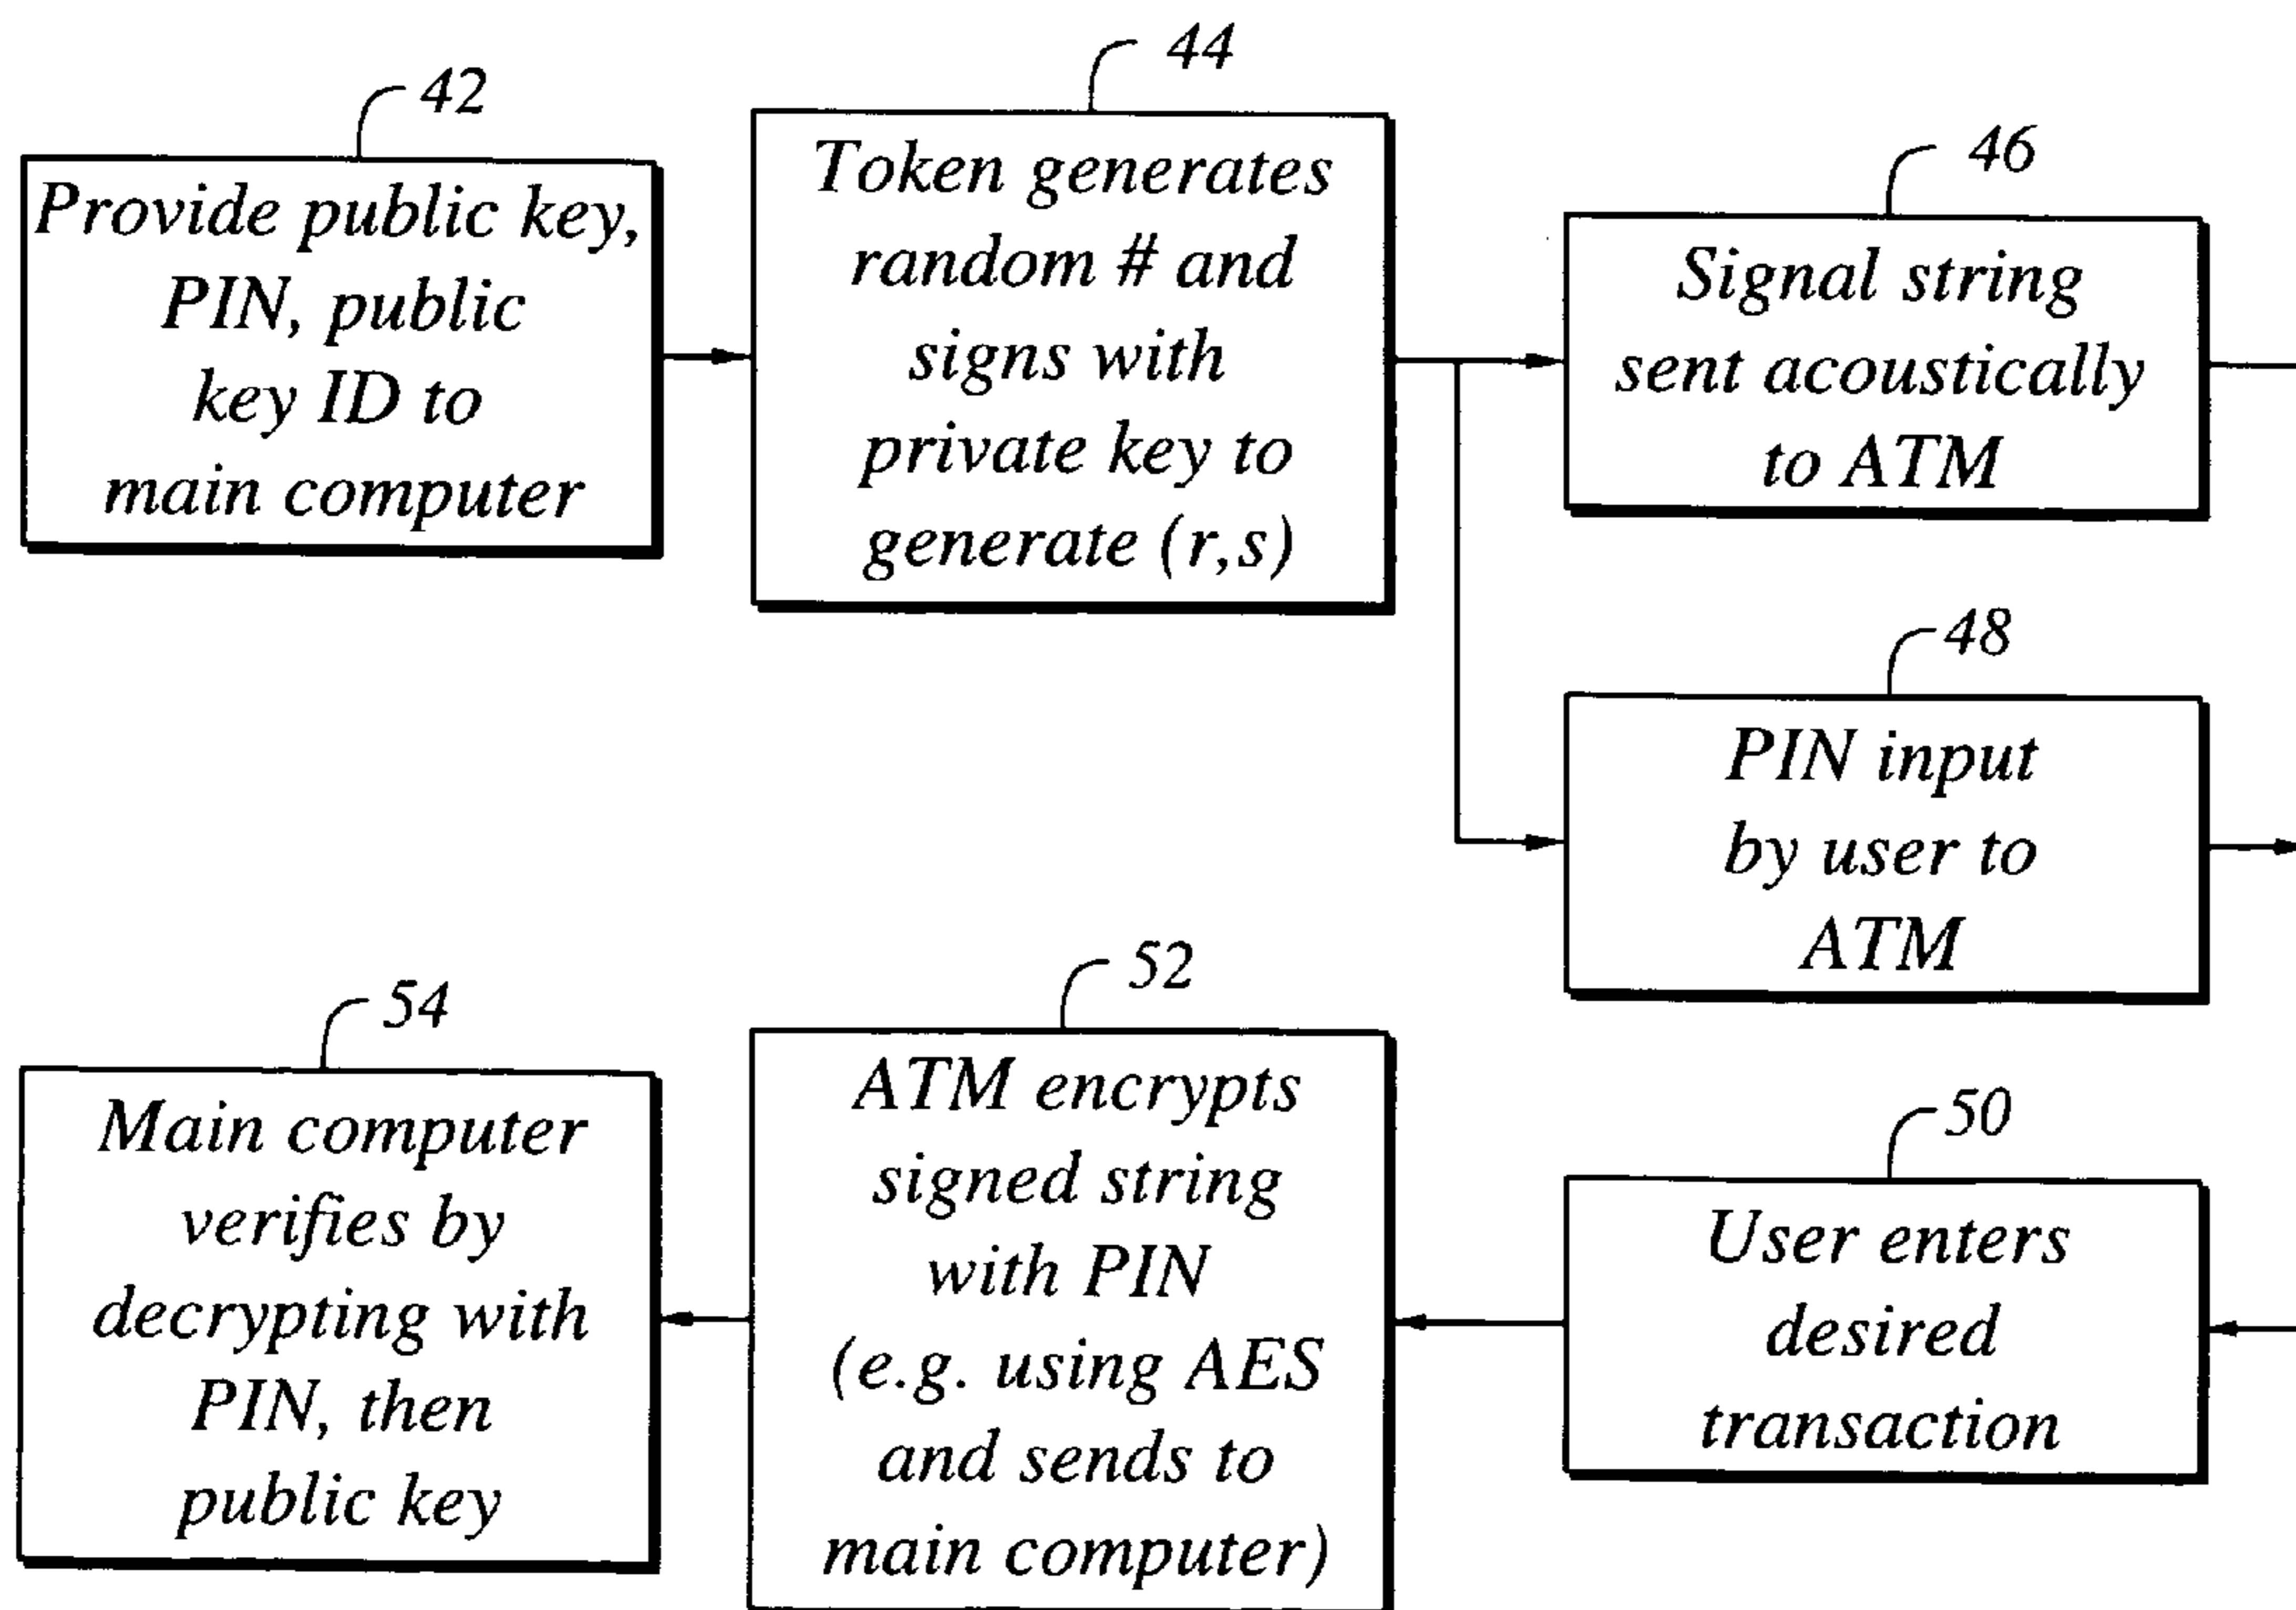 42
Provide public key,
PIN, public
key ID to
main computer
44
Token generates
random # and
signs with
private key to
generate (r,s)
46
Signal string
sent acoustically
to ATM
48
PIN input
by user to
ATM
50
User enters
desired
transaction
52
ATM encrypts
signed string
with PIN
(e.g. using AES
and sends to
main computer)
54
Main computer
verifies by
decrypting with
PIN, then
public key